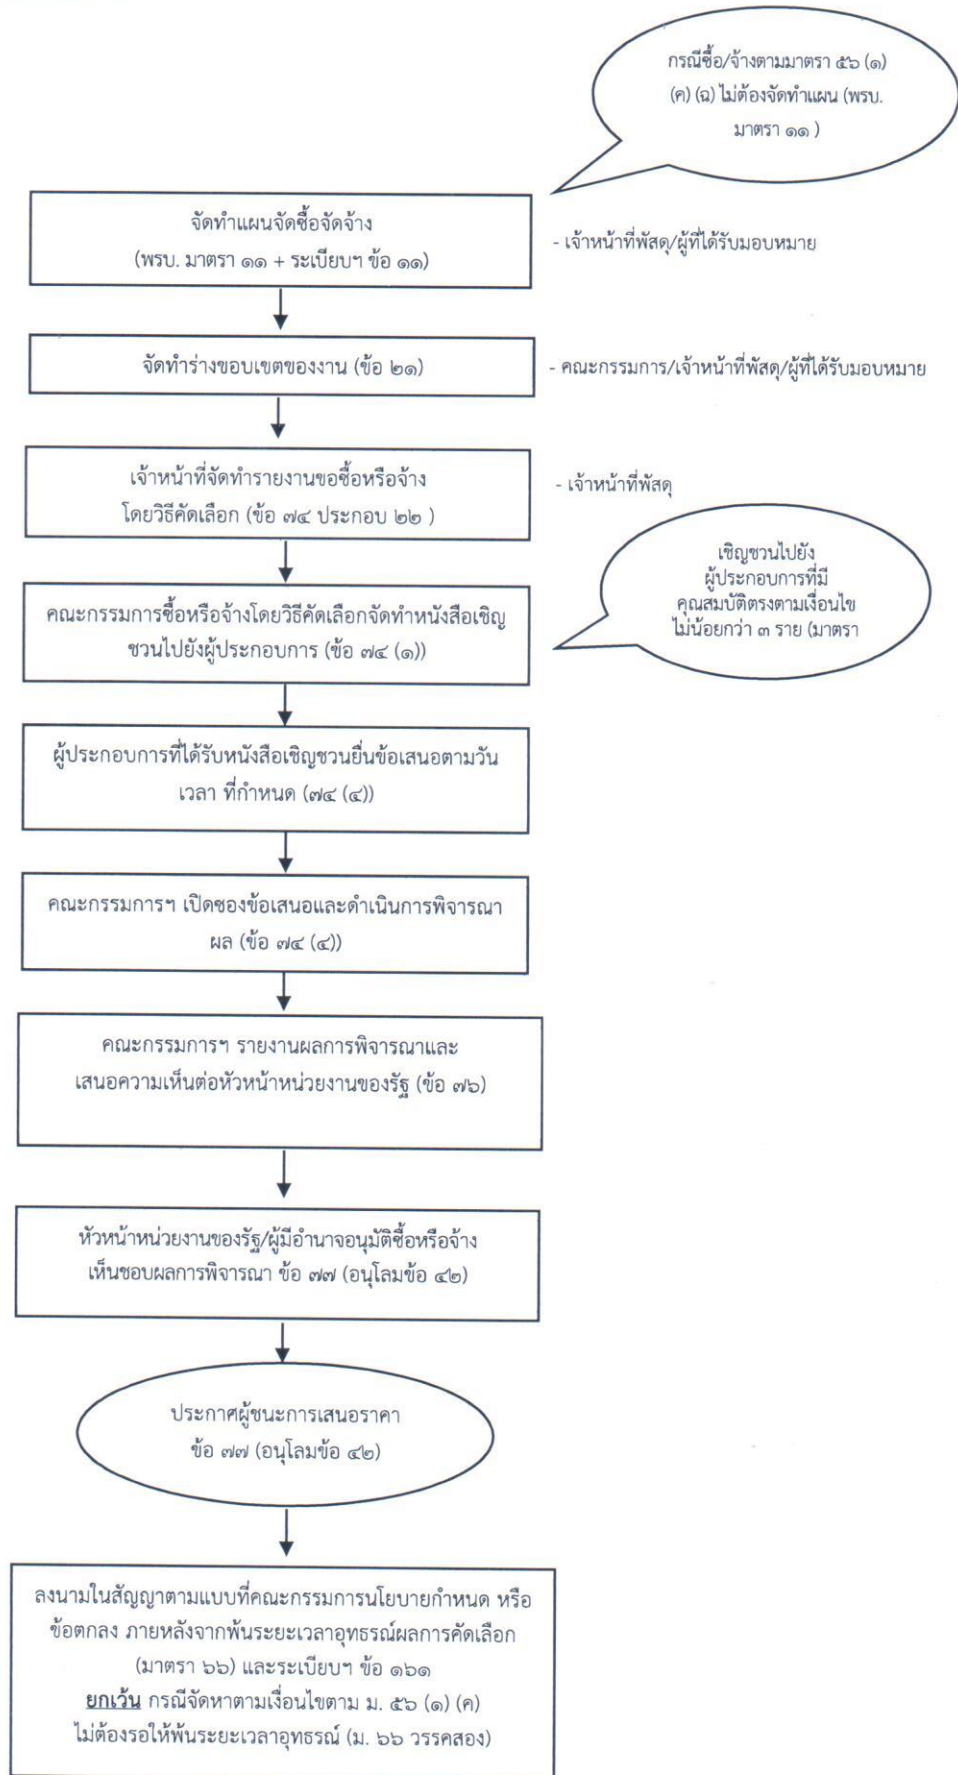 กรณีซื้อ/จ้างตามมาตรา ๕๖ (๑)
(ค) (ฉ) ไม่ต้องจัดทำแผน (พรบ.
มาตรา ๑๑ )
จัดทำแผนจัดซื้อจัดจ้าง
(พรบ. มาตรา ๑๑ + ระเบียบฯ ข้อ ๑๑)
- เจ้าหน้าที่พัสดุ/ผู้ที่ได้รับมอบหมาย
จัดทำร่างขอบเขตของงาน (ข้อ ๒๑)
- คณะกรรมการ/เจ้าหน้าที่พัสดุ/ผู้ที่ได้รับมอบหมาย
เจ้าหน้าที่จัดทำรายงานขอซื้อหรือจ้าง
โดยวิธีคัดเลือก (ข้อ ๗๔ ประกอบ ๒๒ )
- เจ้าหน้าที่พัสดุ
เชิญชวนไปยัง
ผู้ประกอบการที่มี
คุณสมบัติตรงตามเงื่อนไข
ไม่น้อยกว่า ๓ ราย (มาตรา
คณะกรรมการซื้อหรือจ้างโดยวิธีคัดเลือกจัดทำหนังสือเชิญ
ชวนไปยังผู้ประกอบการ (ข้อ ๗๔ (๑))
ผู้ประกอบการที่ได้รับหนังสือเชิญชวนยื่นข้อเสนอตามวัน
เวลา ที่กำหนด (๗๔ (๔))
คณะกรรมการฯ เปิดซองข้อเสนอและดำเนินการพิจารณา
ผล (ข้อ ๗๔ (๔))
คณะกรรมการฯ รายงานผลการพิจารณาและ
เสนอความเห็นต่อหัวหน้าหน่วยงานของรัฐ (ข้อ ๗๖)
หัวหน้าหน่วยงานของรัฐ/ผู้มีอำนาจอนุมัติซื้อหรือจ้าง
เห็นชอบผลการพิจารณา ข้อ ๗๗ (อนุโลมข้อ ๔๒)
ประกาศผู้ชนะการเสนอราคา
ข้อ ๗๗ (อนุโลมข้อ ๔๒)
ลงนามในสัญญาตามแบบที่คณะกรรมการนโยบายกำหนด หรือ
ข้อตกลง ภายหลังจากพ้นระยะเวลาอุทธรณ์ผลการคัดเลือก
(มาตรา ๖๖) และระเบียบฯ ข้อ ๑๖๑
ยกเว้น กรณีจัดหาตามเงื่อนไขตาม ม. ๕๖ (๑) (ค)
ไม่ต้องรอให้พ้นระยะเวลาอุทธรณ์ (ม. ๖๖ วรรคสอง)